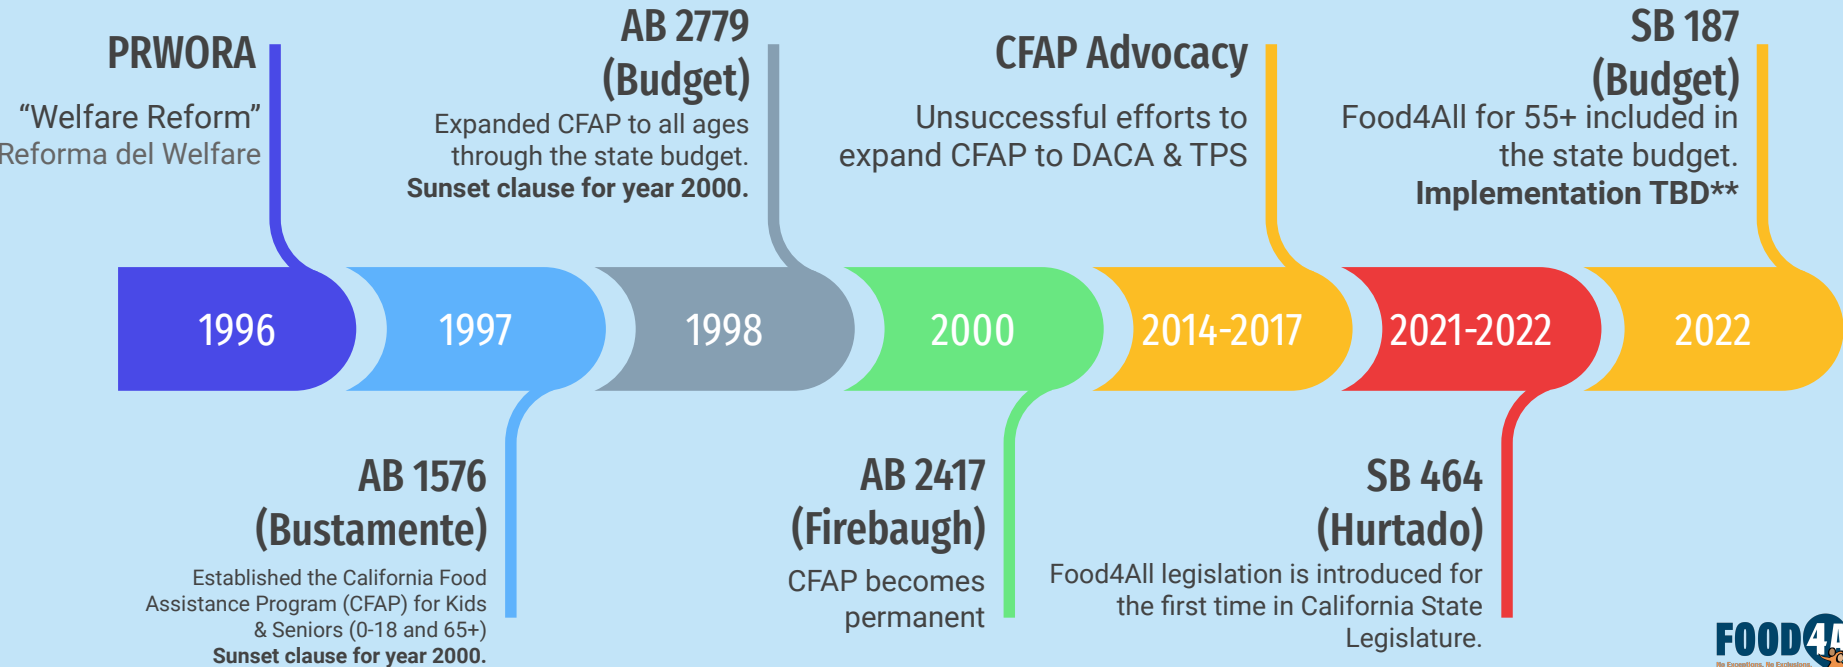 PRWORA
“Welfare Reform”
Reforma del Welfare
AB 2779
(Budget)
Expanded CFAP to all ages
through the state budget.
Sunset clause for year 2000.
CFAP Advocacy
Unsuccessful efforts to
expand CFAP to DACA & TPS
SB 187
(Budget)
Food4All for 55+ included in
the state budget.
Implementation TBD**
1996
1997
1998
2000
2014-2017
2021-2022
2022
AB 1576
(Bustamente)
Established the California Food
Assistance Program (CFAP) for Kids
& Seniors (0-18 and 65+)
Sunset clause for year 2000.
AB 2417
(Firebaugh)
CFAP becomes
permanent
SB 464
(Hurtado)
Food4All legislation is introduced for
the first time in California State
Legislature.
FOOD4A
No Exceptions. No Exclusions.